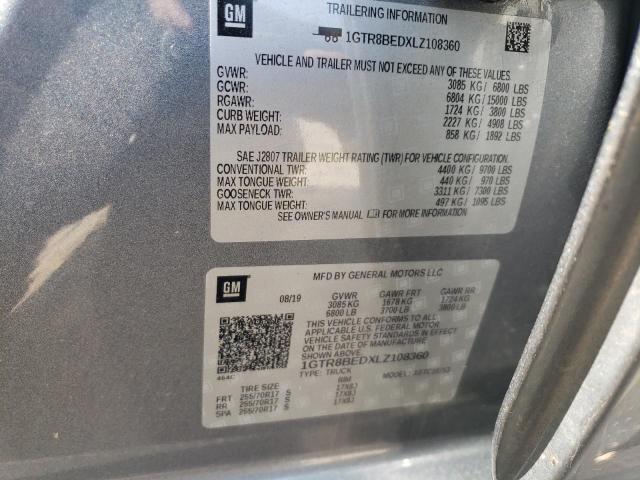 GM
TRAILERING INFORMATION
1GTR8BEDXLZ108360
VEHICLE AND TRAILER MUST NOT EXCEED ANY OF THESE VALUES
GVWR: 3085 KG/ 6800 LBS
GCWR: 6804 KG/15000 LBS
RGAWR: 1724 KG/ 3800 LBS
CURB WEIGHT: 2227 KG/ 4908 LBS
MAX PAYLOAD: 858 KG/ 1892 LBS
SAE J2807 TRAILER WEIGHT RATING (TWR) FOR VEHICLE CONFIGURATION.
CONVENTIONAL TWR: 4400 KG/ 9700 LBS
MAX TONGUE WEIGHT: 440 KG/ 970 LBS
GOOSENECK TWR: 3311 KG/ 7300 LBS
MAX TONGUE WEIGHT: 497 KG/ 1095 LBS
SEE OWNER'S MANUAL FOR MORE INFORMATION
GM
MFD BY GENERAL MOTORS LLC
08/19 GVWR GAWR FRT GAWR RR
3085 KG 1678 KG 1724 KG
6800 LB 3700 LB 3800 LB
THIS VEHICLE CONFORMS TO ALL
APPLICABLE U.S. FEDERAL MOTOR
VEHICLE SAFETY STANDARDS IN
EFFECT ON THE DATE OF
MANUFACTURE SHOWN ABOVE.
1GTR8BEDXLZ108360
TYPE: TRUCK MODEL:
464C
TIRE SIZE RIM
FRT 255/70R17 S 17X8J
RR 255/70R17 S 17X8J
SPA 255/70R17 S 17X8J